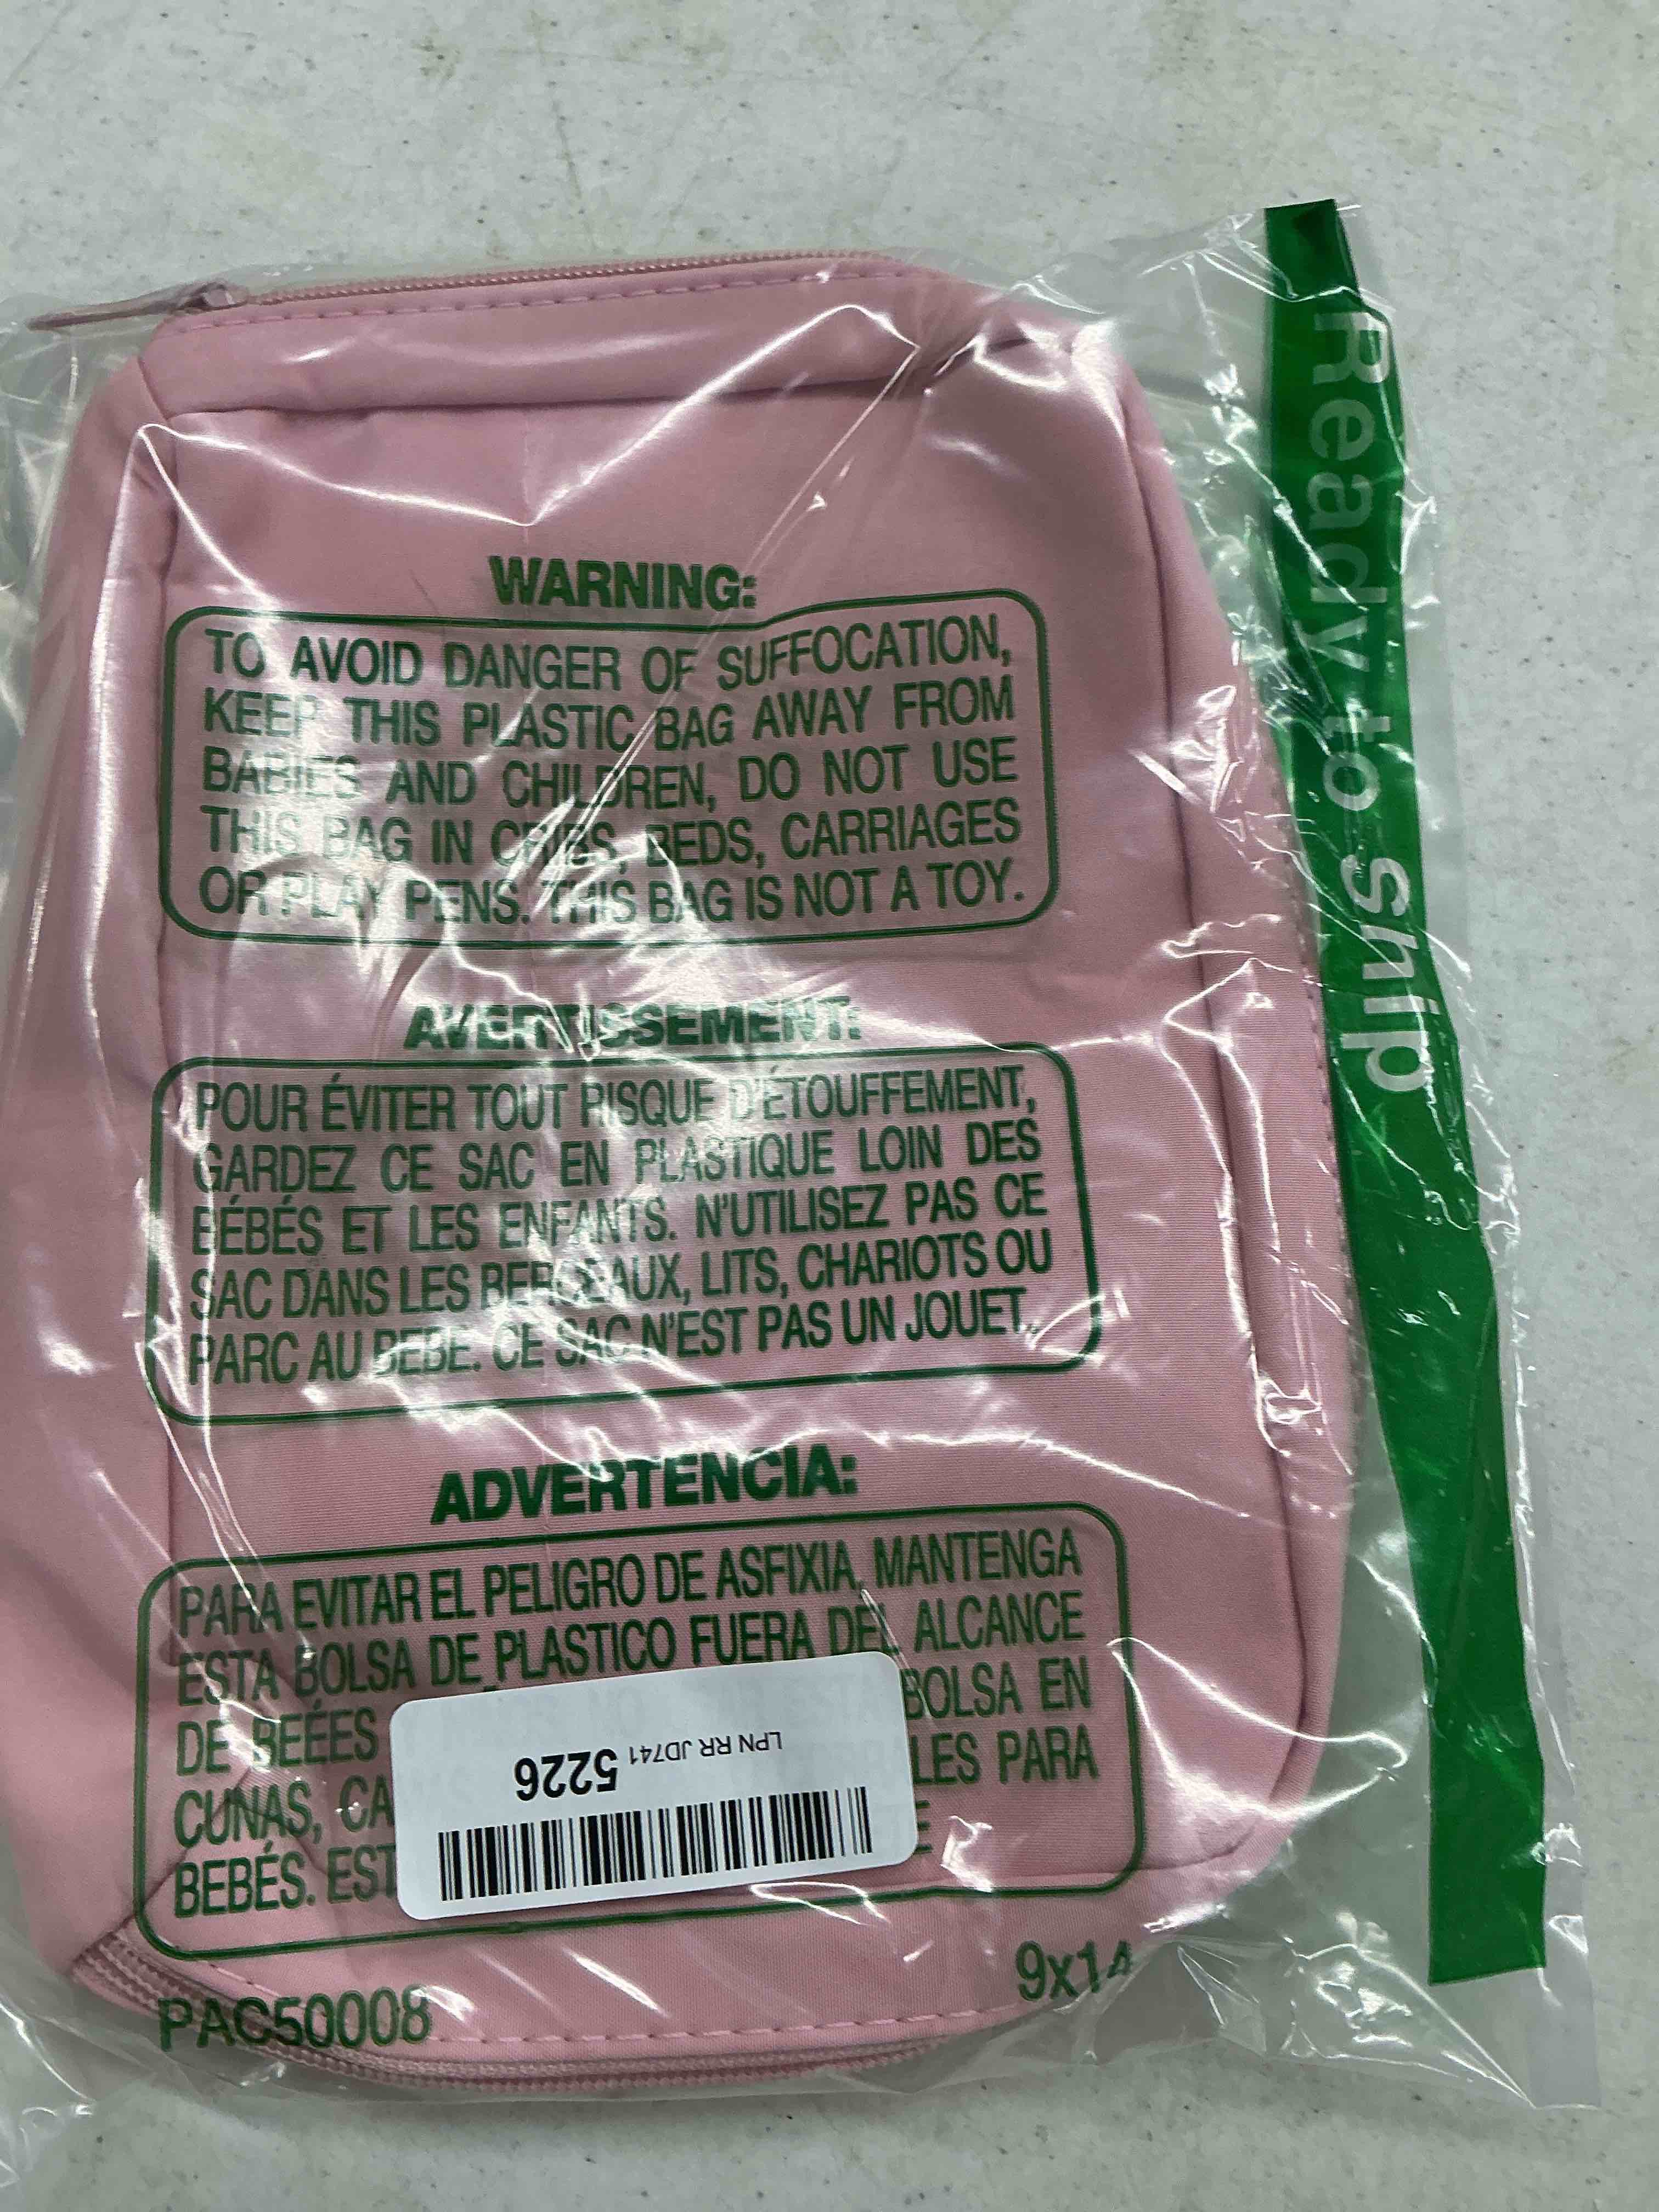 WARNING:
TO AVOID DANGER OF SUFFOCATION,
KEEP THIS PLASTIC BAG AWAY FROM
BABIES AND CHILDREN, DO NOT USE
THIS BAG IN CRIBS, BEDS, CARRIAGES
OR PLAY PENS. THIS BAG IS NOT A TOY.
AVERTISSEMENT:
POUR ÉVITER TOUT RISQUE D'ÉTOUFFEMENT,
GARDEZ CE SAC EN PLASTIQUE LOIN DES
BÉBÉS ET LES ENFANTS. N'UTILISEZ PAS CE
SAC DANS LES BERCEAUX, LITS, CHARIOTS OU
PARC AU BEBE. CE SAC N'EST PAS UN JOUET.
ADVERTENCIA:
PARA EVITAR EL PELIGRO DE ASFIXIA, MANTENGA
ESTA BOLSA DE PLASTICO FUERA DEL ALCANCE
DE BEÉES BOLSA EN
CUNAS, PARA
BEBÉS.
LPN RR JD741 5226
PAC50008
9x14
Ready to ship